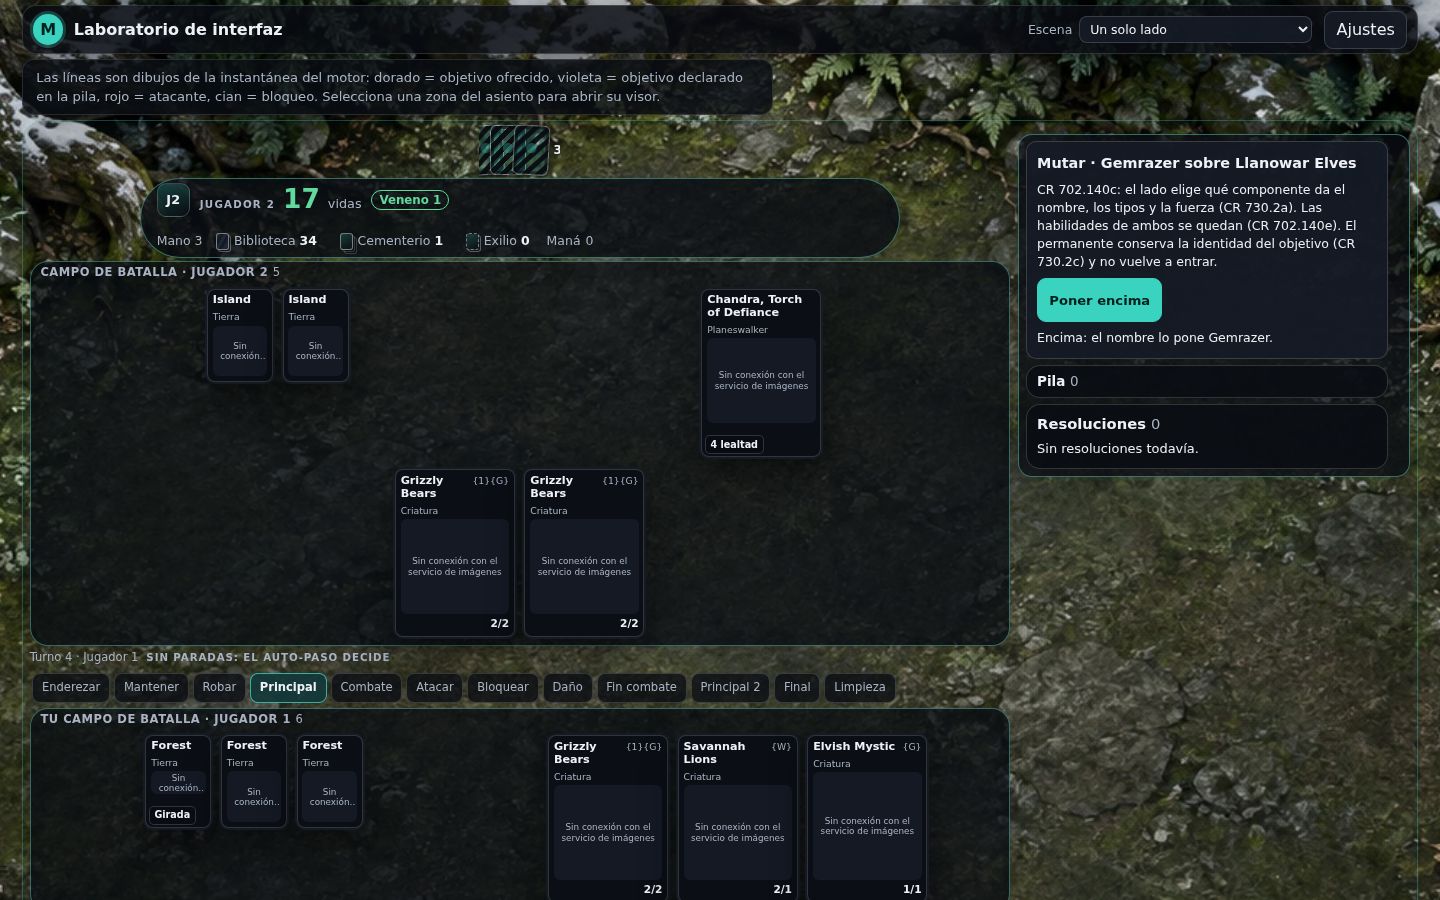 M Laboratorio de interfaz
Escena Un solo lado Ajustes
Las líneas son dibujos de la instantánea del motor: dorado = objetivo ofrecido, violeta = objetivo declarado
en la pila, rojo = atacante, cian = bloqueo. Selecciona una zona del asiento para abrir su visor.
3
J2 JUGADOR 2 17 vidas Veneno 1
Mano 3 Biblioteca 34 Cementerio 1 Exilio 0 Maná 0
CAMPO DE BATALLA · JUGADOR 2 5
Island
Tierra
Sin
conexión..
Island
Tierra
Sin
conexión..
Chandra, Torch
of Defiance
Planeswalker
Sin conexión con el
servicio de imágenes
4 lealtad
Grizzly
Bears
{1}{G}
Criatura
Sin conexión con el
servicio de imágenes
2/2
Grizzly
Bears
{1}{G}
Criatura
Sin conexión con el
servicio de imágenes
2/2
Turno 4 · Jugador 1 SIN PARADAS: EL AUTO-PASO DECIDE
Enderezar Mantener Robar Principal Combate Atacar Bloquear Daño Fin combate Principal 2 Final Limpieza
TU CAMPO DE BATALLA · JUGADOR 1 6
Forest
Tierra
Sin
conexión..
Girada
Forest
Tierra
Sin
conexión..
Forest
Tierra
Sin
conexión..
Grizzly
Bears
{1}{G}
Criatura
Sin conexión con el
servicio de imágenes
2/2
Savannah
Lions
{W}
Criatura
Sin conexión con el
servicio de imágenes
2/1
Elvish Mystic {G}
Criatura
Sin conexión con el
servicio de imágenes
1/1
Mutar · Gemrazer sobre Llanowar Elves
CR 702.140c: el lado elige qué componente da el
nombre, los tipos y la fuerza (CR 730.2a). Las
habilidades de ambos se quedan (CR 702.140e). El
permanente conserva la identidad del objetivo (CR
730.2c) y no vuelve a entrar.
Poner encima
Encima: el nombre lo pone Gemrazer.
Pila 0
Resoluciones 0
Sin resoluciones todavía.